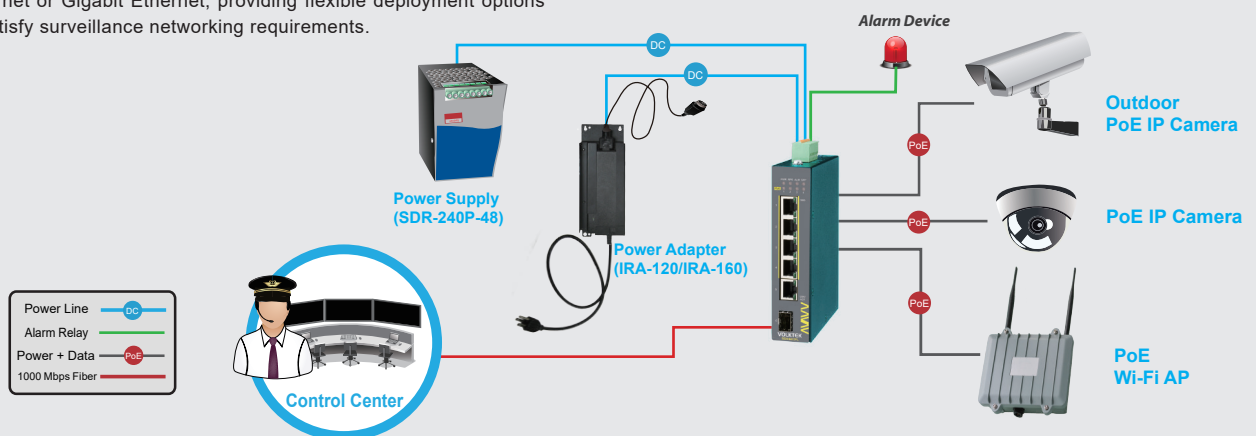 net or Gigabit Ethernet, providing flexible deployment options
tisfy surveillance networking requirements.
Alarm Device
DC
DC
Outdoor
PoE IP Camera
PoE
Power Supply
(SDR-240P-48)
PoE
PoE IP Camera
Power Adapter
(IRA-120/IRA-160)
PoE
VOLKTEK
PoE
Wi-Fi AP
Control Center
Power Line
DC
Alarm Relay
Power + Data
PoE
1000 Mbps Fiber